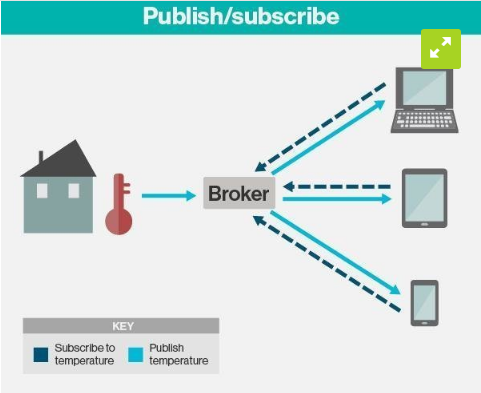 Publish/subscribe
Broker
KEY
Subscribe to
temperature
Publish
temperature